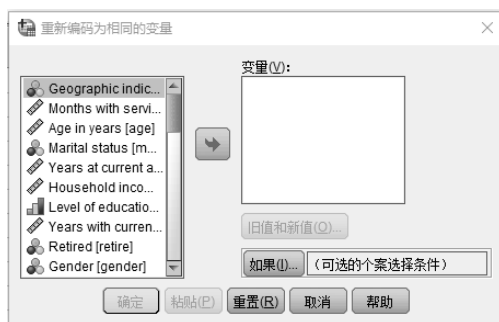 重新编码为相同的变量
变量(V):
Geographic indic...
Months with servi...
Age in years [age]
Marital status [m...
Years at current a...
Household inco...
Level of educatio...
Years with curren...
Retired [retire]
Gender [gender]
旧值和新值(O)...
如果(I)... (可选的个案选择条件)
确定 粘贴(P) 重置(R) 取消 帮助